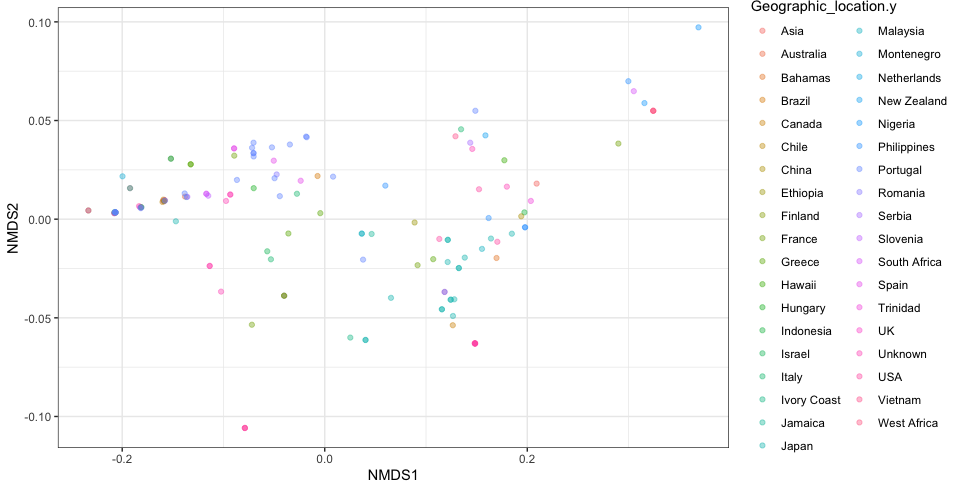 Geographic_location.y
Asia
Australia
Bahamas
Brazil
Canada
Chile
China
Ethiopia
Finland
France
Greece
Hawaii
Hungary
Indonesia
Israel
Italy
Ivory Coast
Jamaica
Japan
Malaysia
Montenegro
Netherlands
New Zealand
Nigeria
Philippines
Portugal
Romania
Serbia
Slovenia
South Africa
Spain
Trinidad
UK
Unknown
USA
Vietnam
West Africa
NMDS2
0.10
0.05
0.00
-0.05
-0.10
-0.2
0.0
0.2
NMDS1